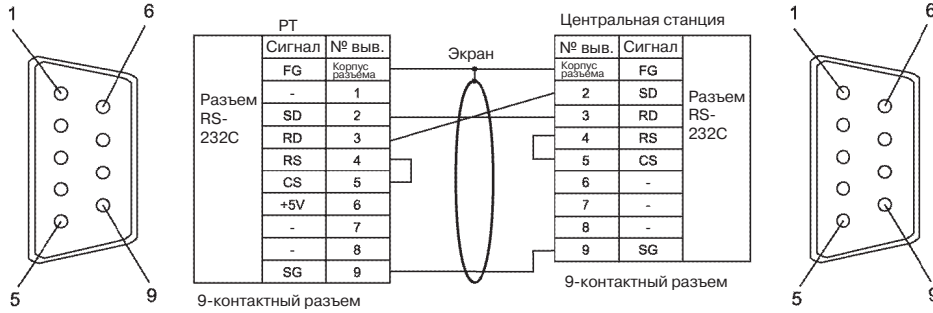 1
6
5
9
PT
Сигнал № выв.
FG Корпус разъема
- 1
SD 2
RD 3
RS 4
CS 5
+5V 6
- 7
- 8
SG 9
Разъем
RS-
232C
9-контактный разъем
Экран
Центральная станция
№ выв. Сигнал
Корпус разъема FG
2 SD
3 RD
4 RS
5 CS
6 -
7 -
8 -
9 SG
Разъем
RS-
232C
9-контактный разъем
1
6
5
9